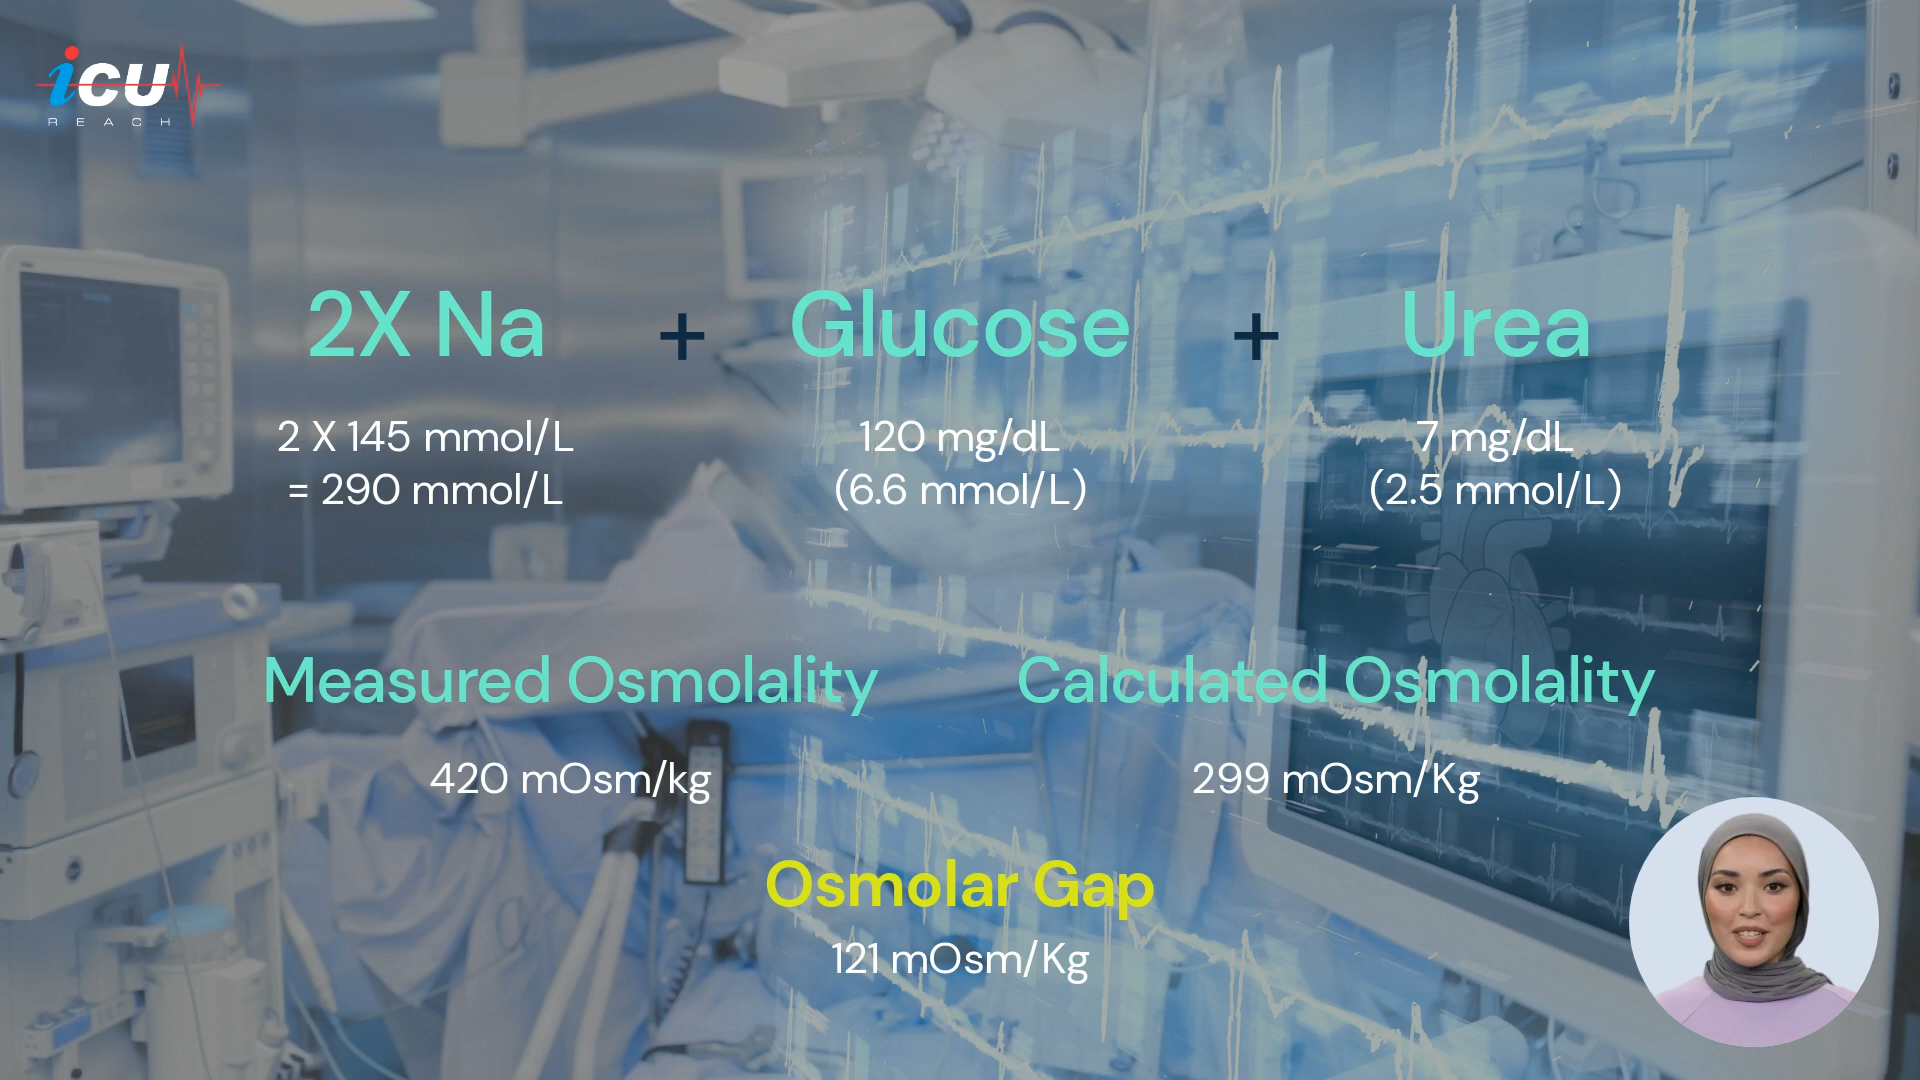 icu
REACH
2X Na + Glucose + Urea
2 X 145 mmol/L
= 290 mmol/L
120 mg/dL
(6.6 mmol/L)
7 mg/dL
(2.5 mmol/L)
Measured Osmolality
420 mOsm/kg
Calculated Osmolality
299 mOsm/Kg
Osmolar Gap
121 mOsm/Kg